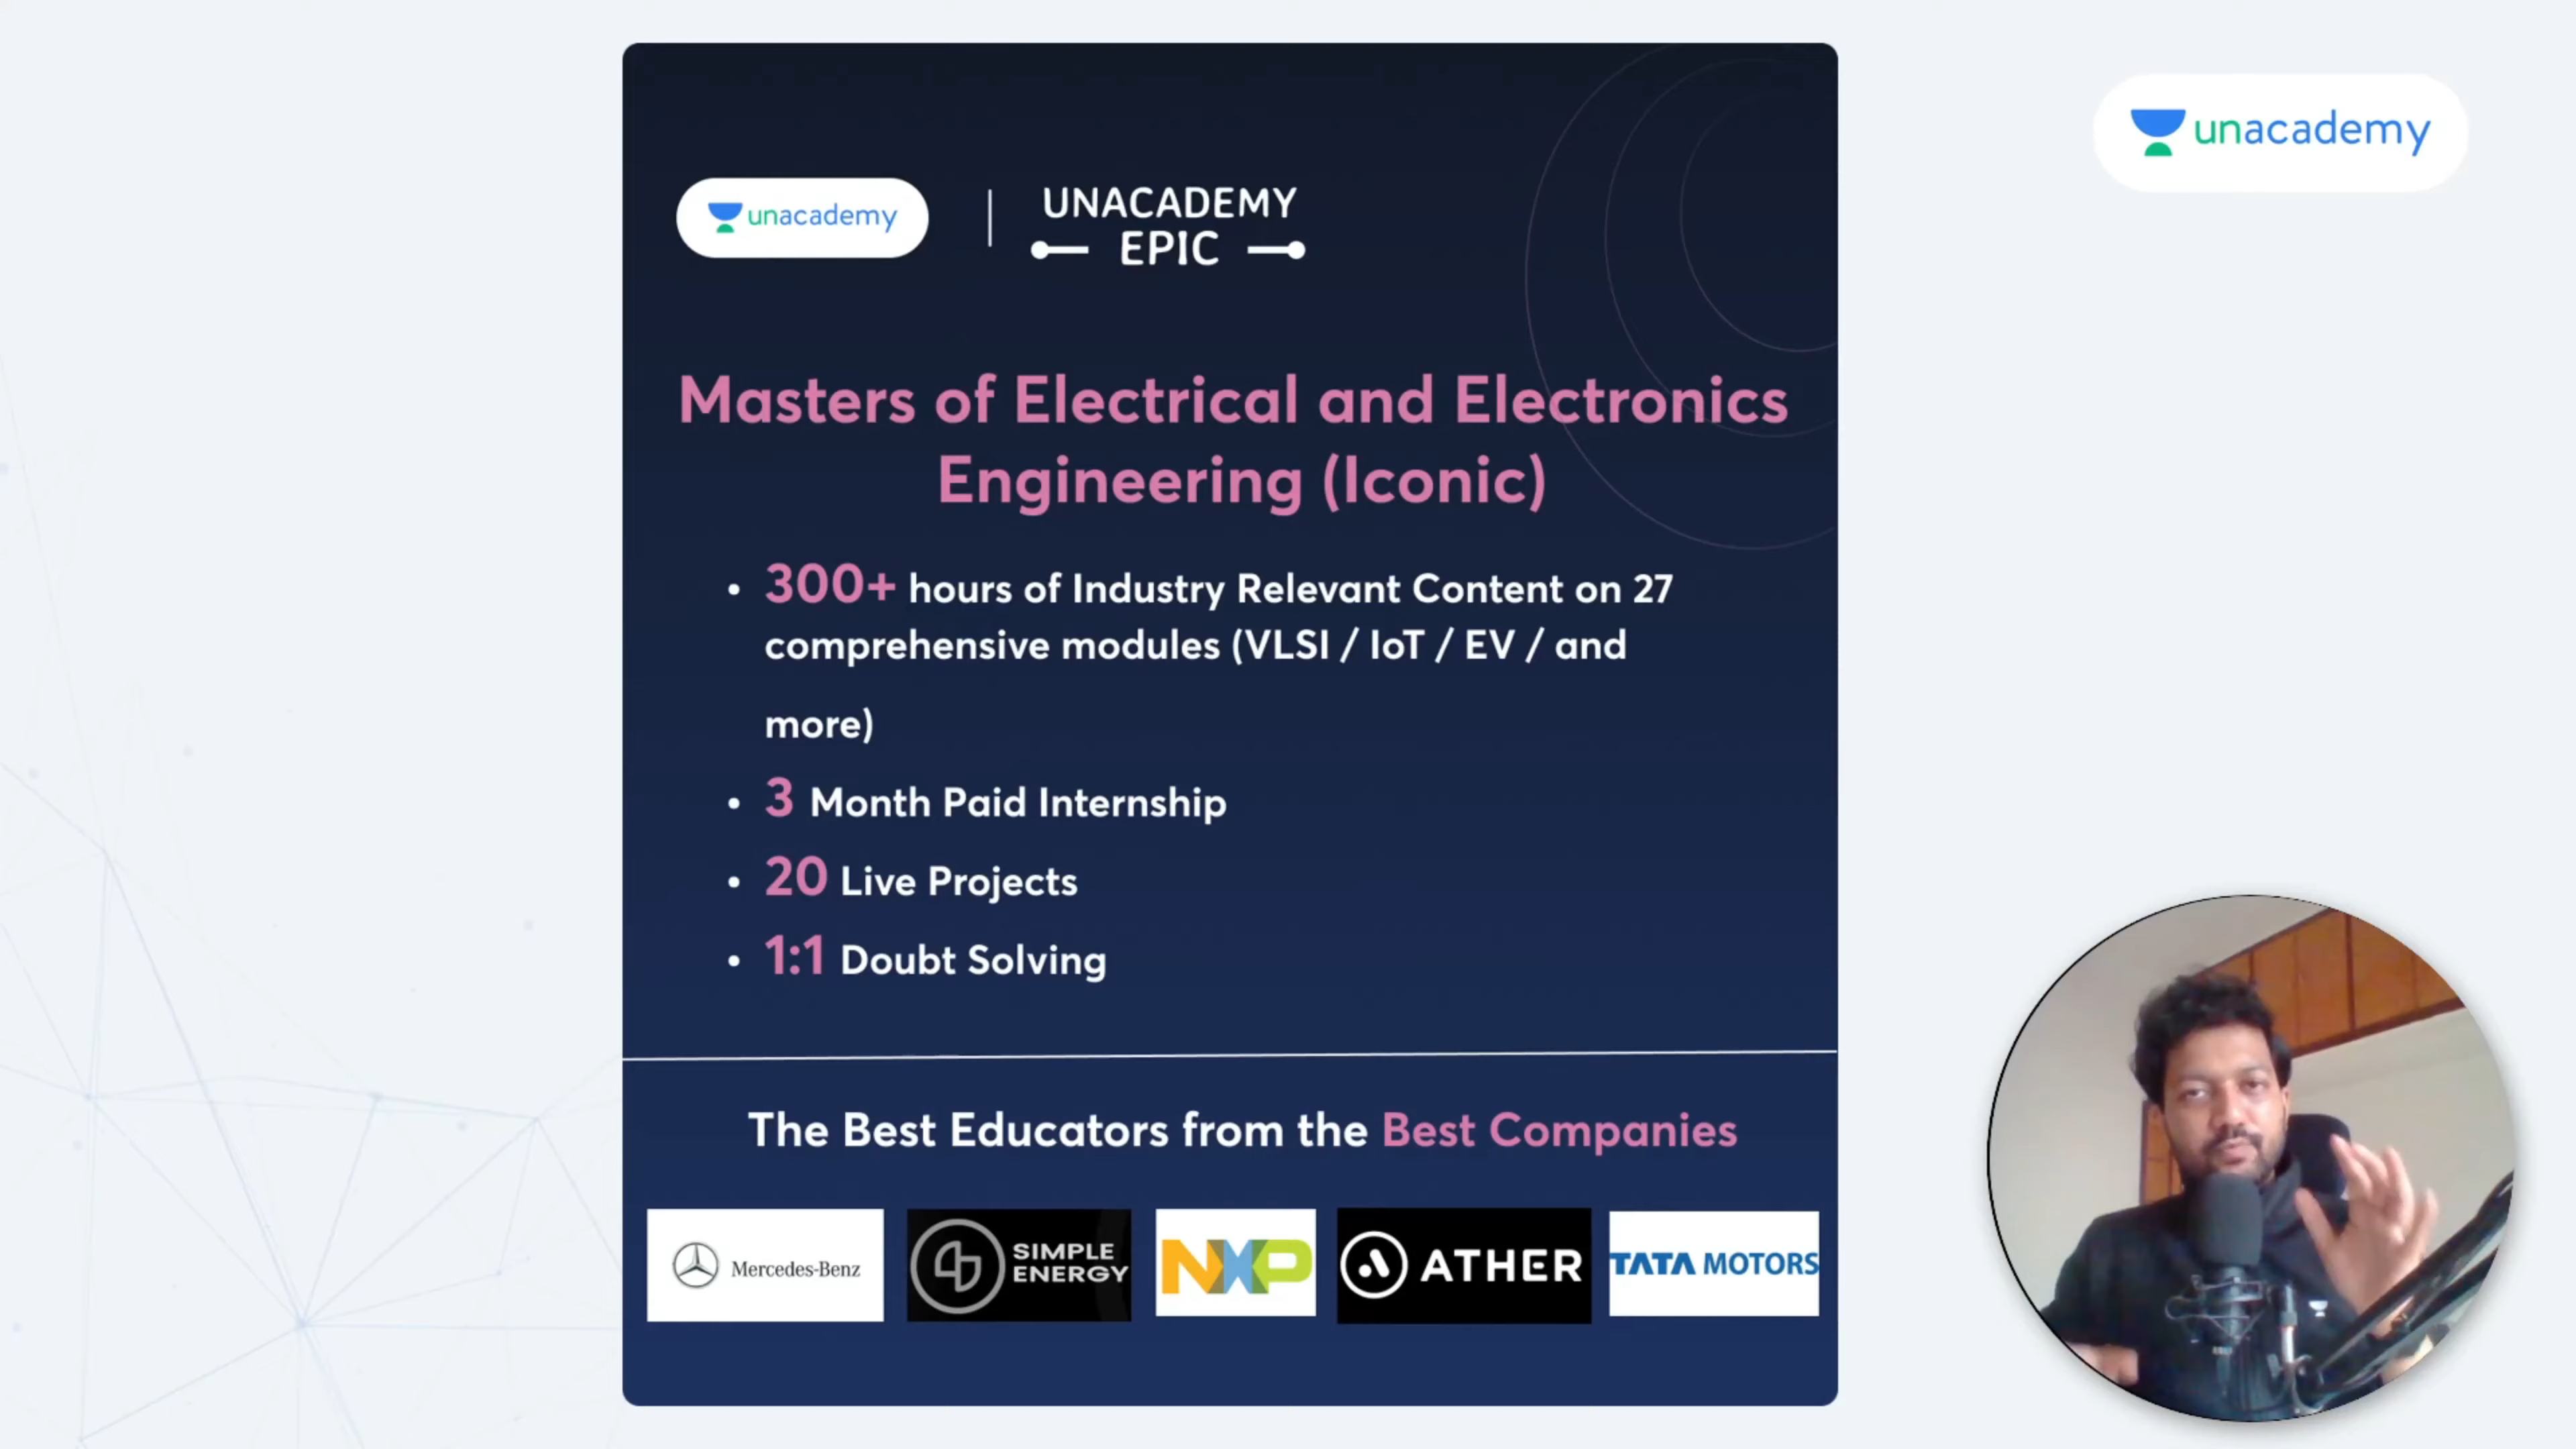 unacademy
unacademy
UNACADEMY
EPIC
Masters of Electrical and Electronics
Engineering (Iconic)
• 300+ hours of Industry Relevant Content on 27
comprehensive modules (VLSI / IoT / EV / and
more)
• 3 Month Paid Internship
• 20 Live Projects
• 1:1 Doubt Solving
The Best Educators from the Best Companies
Mercedes-Benz
SIMPLE
ENERGY
NXP
ATHER
TATA MOTORS